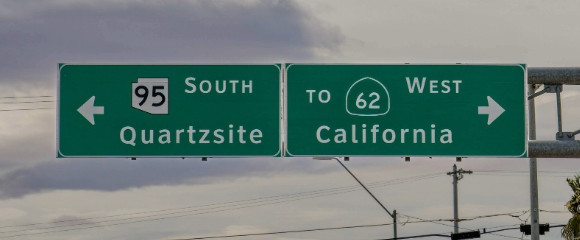 95 SOUTH
Quartzsite
TO 62 WEST
California